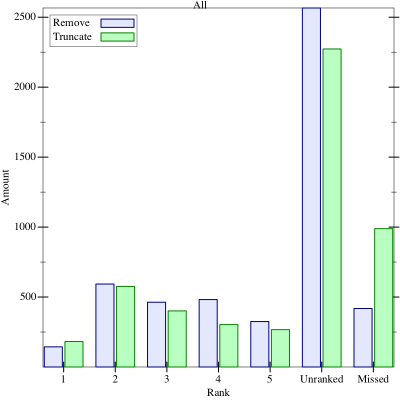 All
Remove
Truncate
2500
2000
1500
1000
500
Amount
1 2 3 4 5 Unranked Missed
Rank